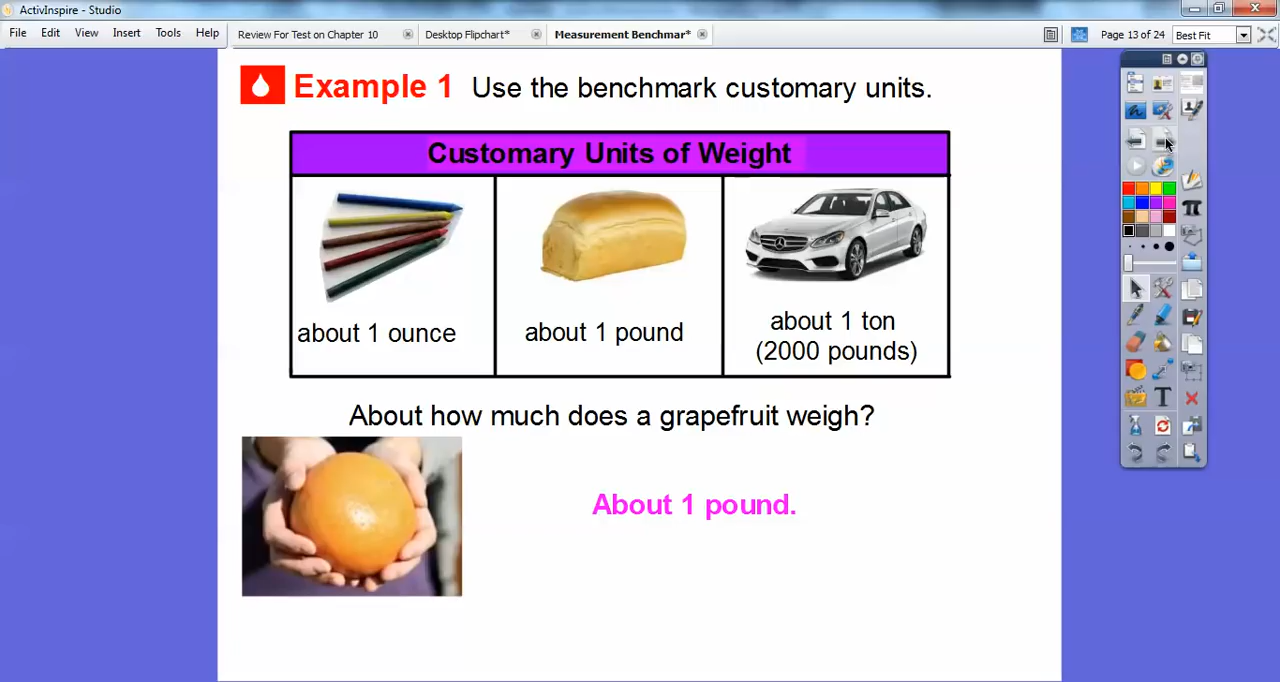 ActivInspire - Studio
File Edit View Insert Tools Help
Review For Test on Chapter 10
Desktop Flipchart*
Measurement Benchmar*
Page 13 of 24
Best Fit
Example 1 Use the benchmark customary units.
Customary Units of Weight
about 1 ounce
about 1 pound
about 1 ton
(2000 pounds)
About how much does a grapefruit weigh?
About 1 pound.